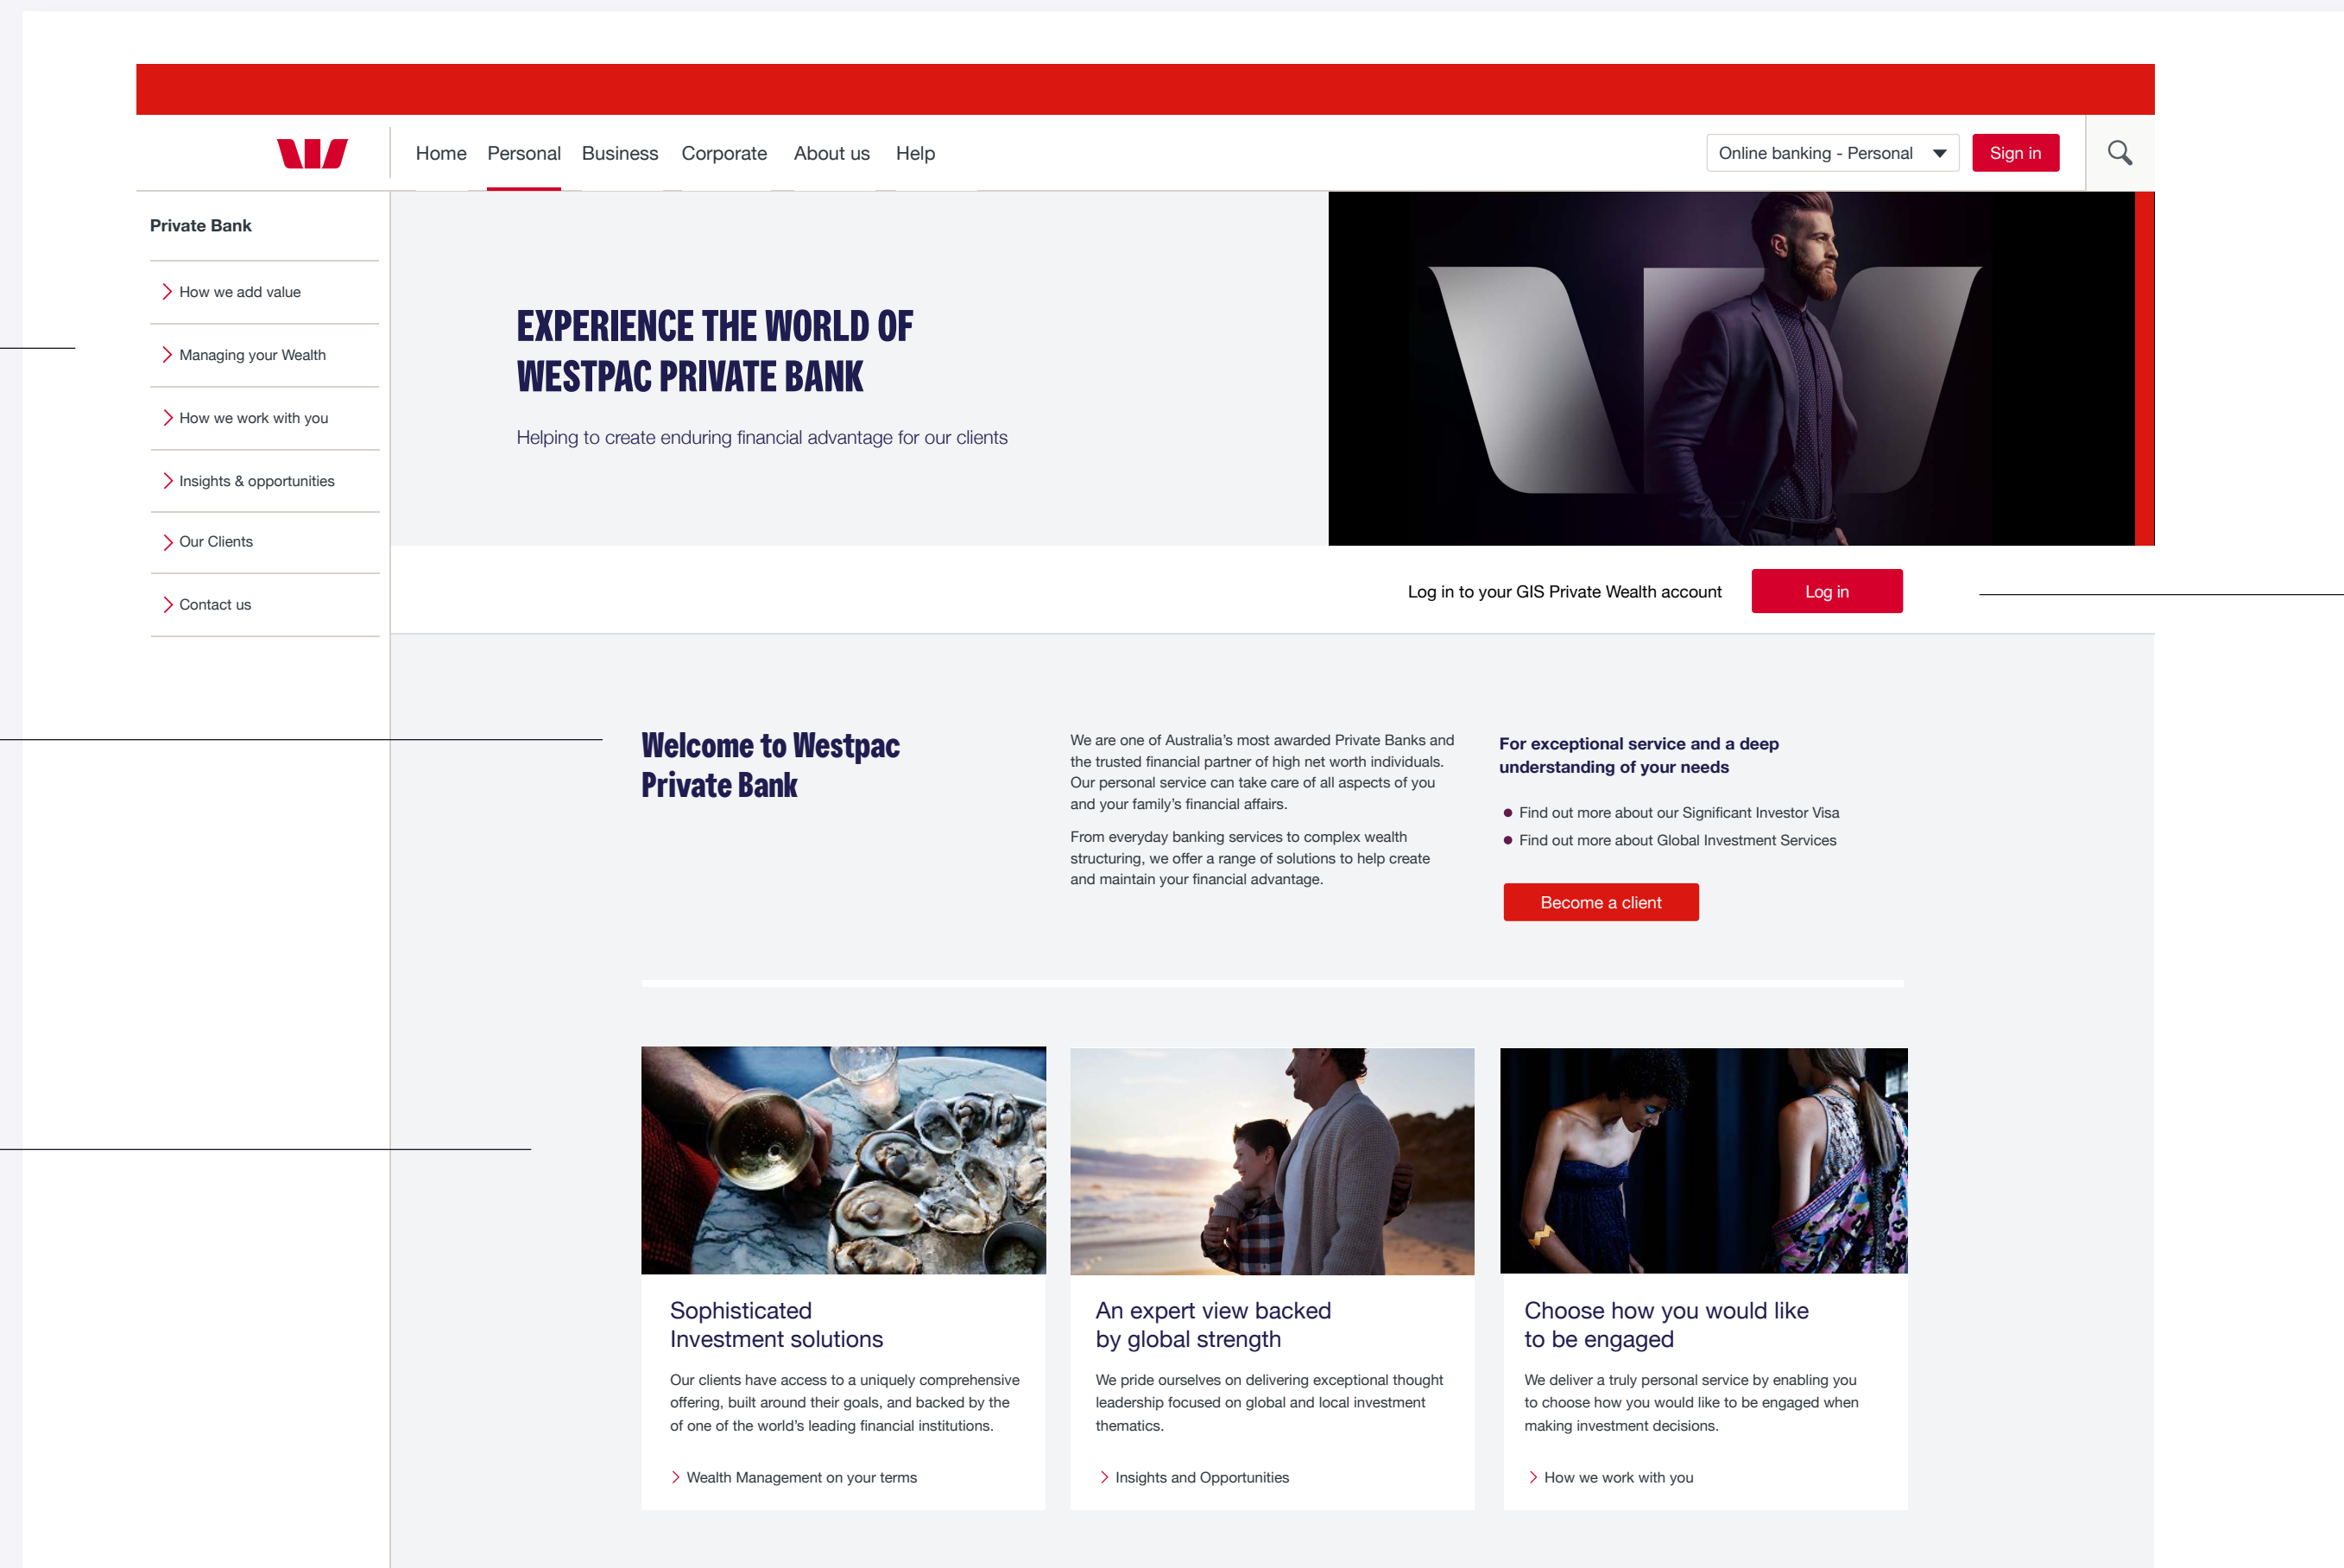 Home Personal Business Corporate About us Help
Online banking - Personal
Sign in
Private Bank
How we add value
Managing your Wealth
How we work with you
Insights & opportunities
Our Clients
Contact us
EXPERIENCE THE WORLD OF
WESTPAC PRIVATE BANK
Helping to create enduring financial advantage for our clients
Log in to your GIS Private Wealth account
Log in
Welcome to Westpac
Private Bank
We are one of Australia’s most awarded Private Banks and
the trusted financial partner of high net worth individuals.
Our personal service can take care of all aspects of you
and your family’s financial affairs.
From everyday banking services to complex wealth
structuring, we offer a range of solutions to help create
and maintain your financial advantage.
For exceptional service and a deep
understanding of your needs
Find out more about our Significant Investor Visa
Find out more about Global Investment Services
Become a client
Sophisticated
Investment solutions
Our clients have access to a uniquely comprehensive
offering, built around their goals, and backed by the
of one of the world’s leading financial institutions.
Wealth Management on your terms
An expert view backed
by global strength
We pride ourselves on delivering exceptional thought
leadership focused on global and local investment
thematics.
Insights and Opportunities
Choose how you would like
to be engaged
We deliver a truly personal service by enabling you
to choose how you would like to be engaged when
making investment decisions.
How we work with you